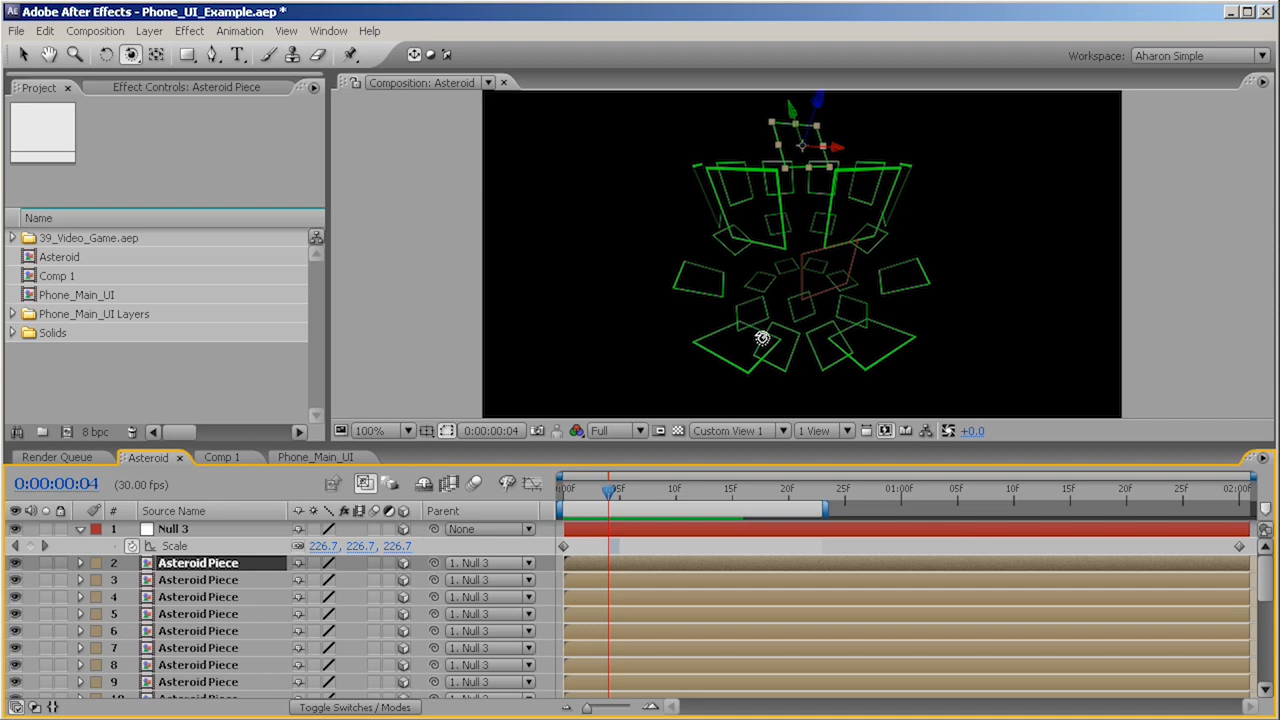 Adobe After Effects - Phone_UI_Example.aep *
File Edit Composition Layer Effect Animation View Window Help
Workspace: Aharon Simple
Project × Effect Controls: Asteroid Piece
Composition: Asteroid ×
Name
39_Video_Game.aep
Asteroid
Comp 1
Phone_Main_UI
Phone_Main_UI Layers
Solids
8 bpc
100% 0:00:00:04 Full Custom View 1 1 View +0.0
Render Queue Asteroid × Comp 1 Phone_Main_UI
0:00:00:04 (30.00 fps)
:00f 05f 10f 15f 20f 25f 01:00f 05f 10f 15f 20f 25f 02:00f
# Source Name Parent
1 Null 3 None
Scale 226.7, 226.7, 226.7
2 Asteroid Piece 1. Null 3
3 Asteroid Piece 1. Null 3
4 Asteroid Piece 1. Null 3
5 Asteroid Piece 1. Null 3
6 Asteroid Piece 1. Null 3
7 Asteroid Piece 1. Null 3
8 Asteroid Piece 1. Null 3
9 Asteroid Piece 1. Null 3
Toggle Switches / Modes